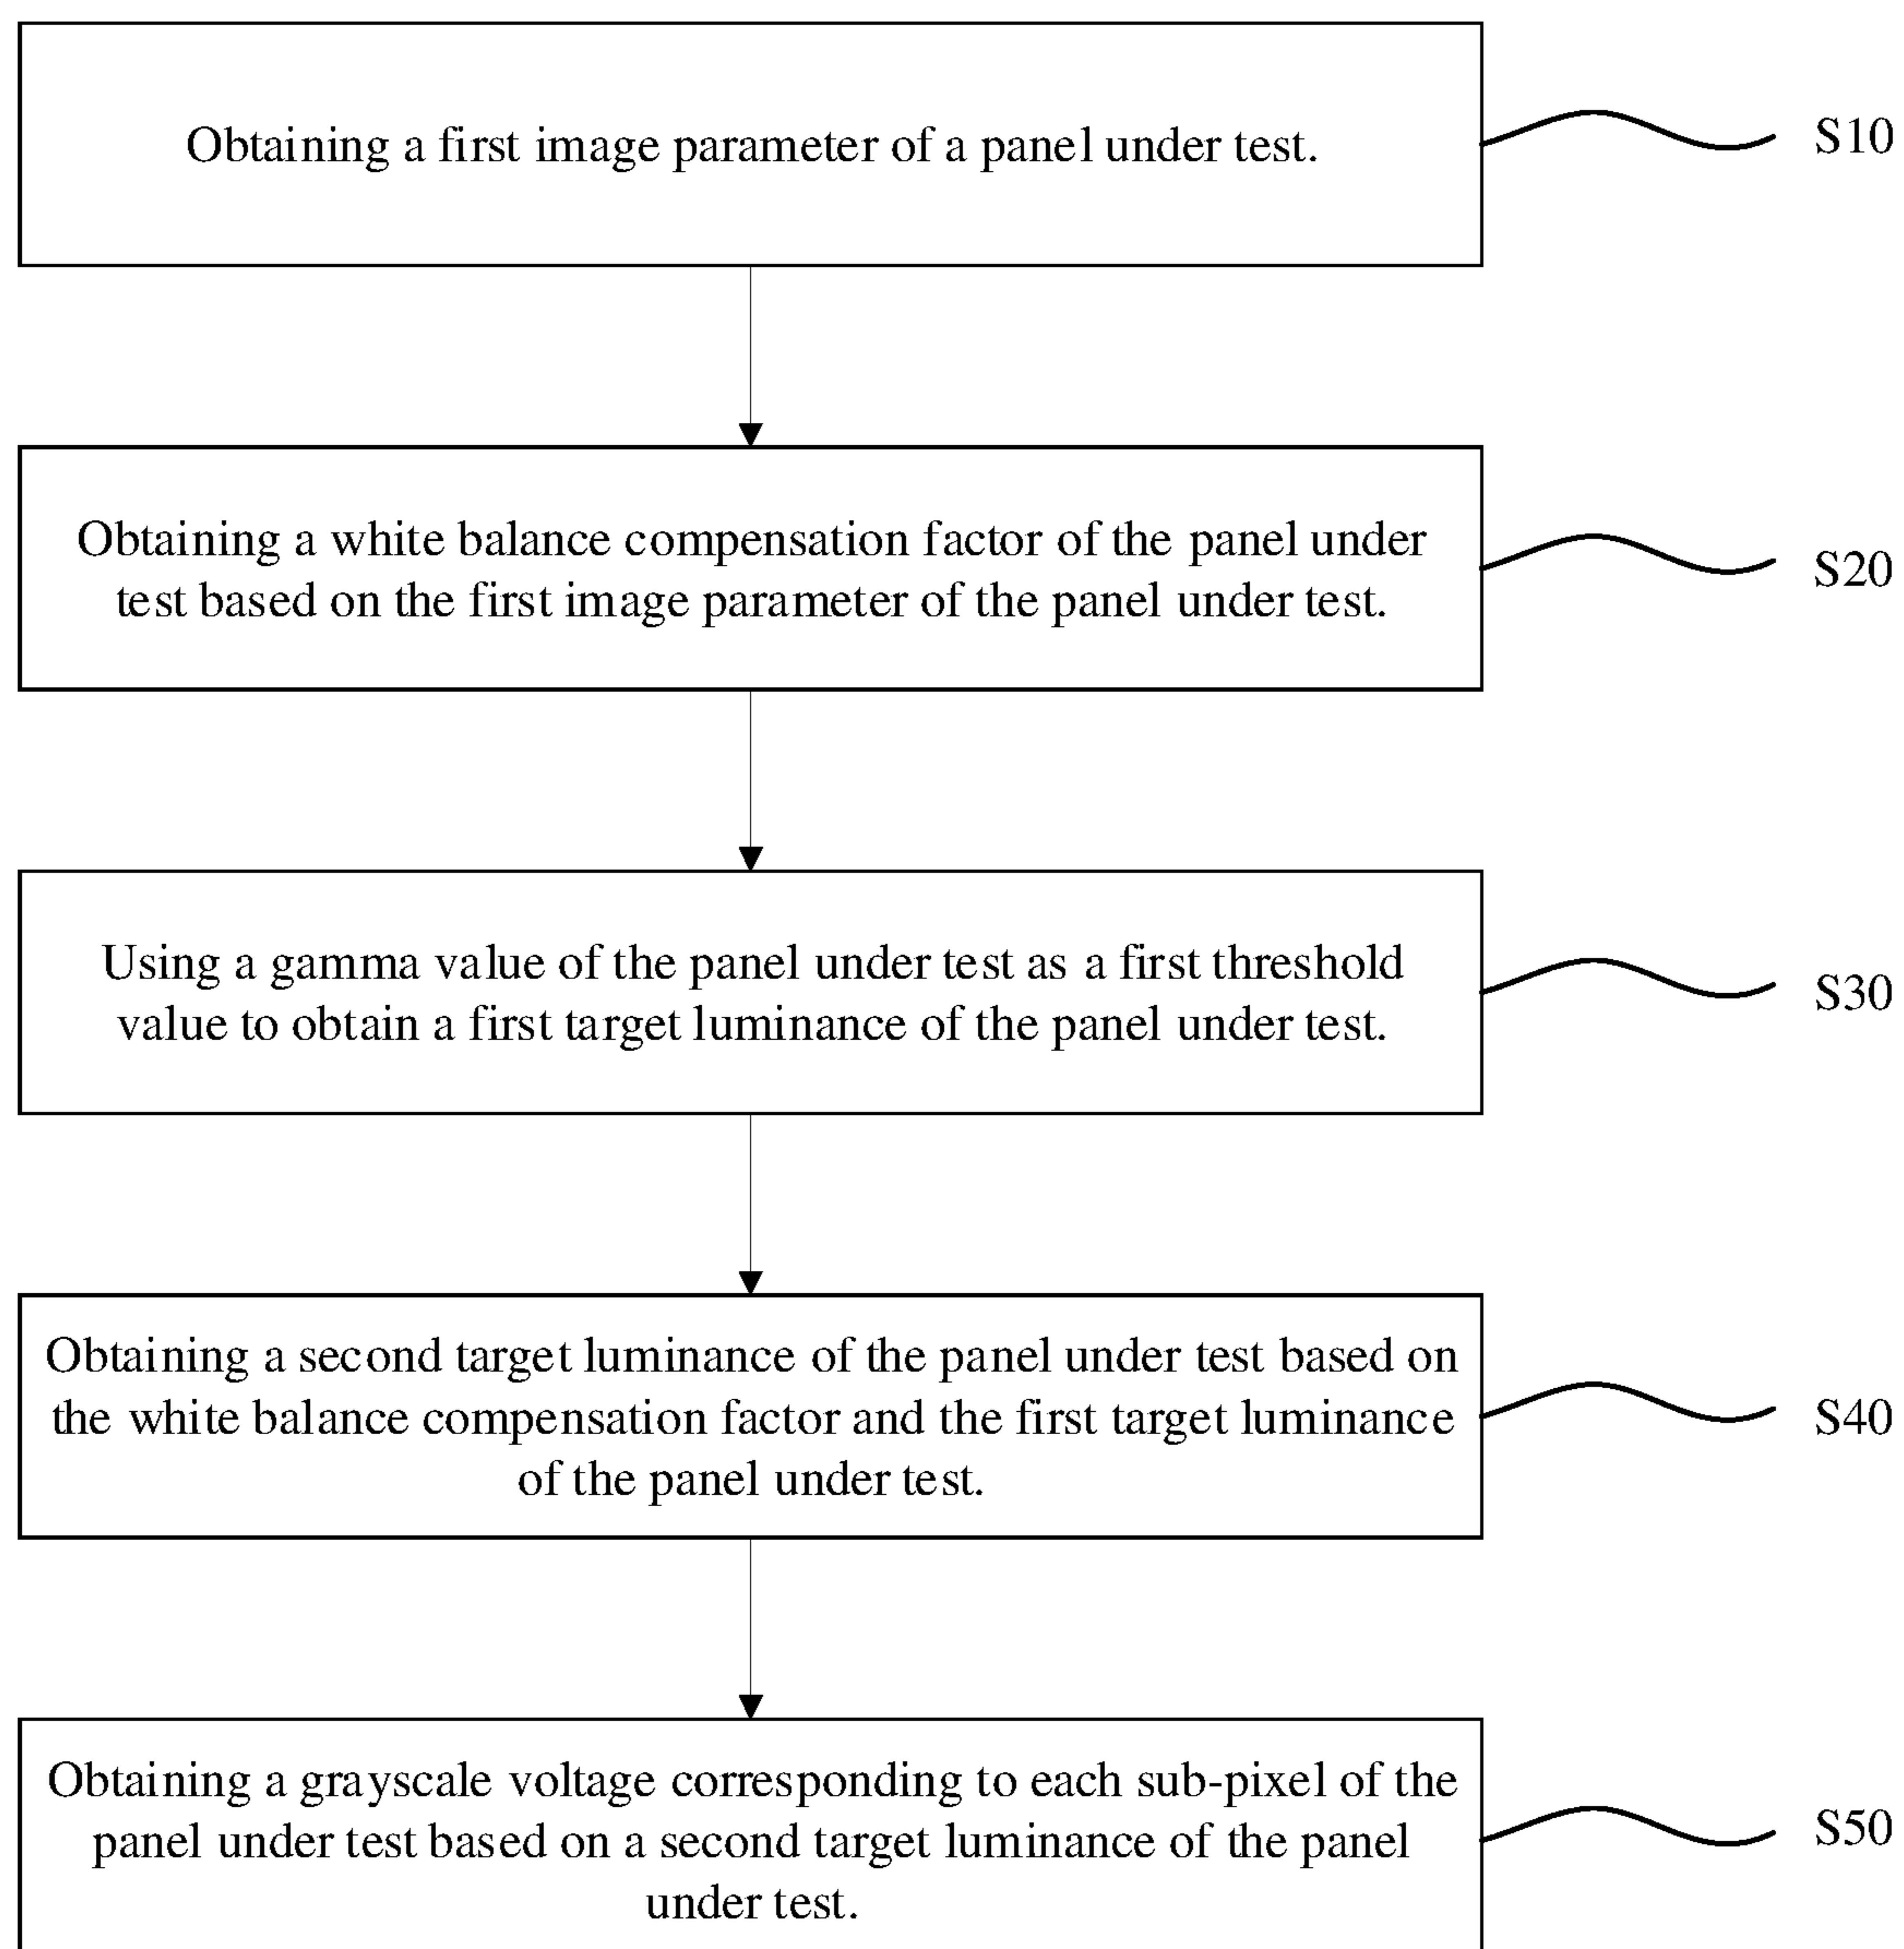 Obtaining a first image parameter of a panel under test.
S10
Obtaining a white balance compensation factor of the panel under
test based on the first image parameter of the panel under test.
S20
Using a gamma value of the panel under test as a first threshold
value to obtain a first target luminance of the panel under test.
S30
Obtaining a second target luminance of the panel under test based on
the white balance compensation factor and the first target luminance
of the panel under test.
S40
Obtaining a grayscale voltage corresponding to each sub-pixel of the
panel under test based on a second target luminance of the panel
under test.
S50